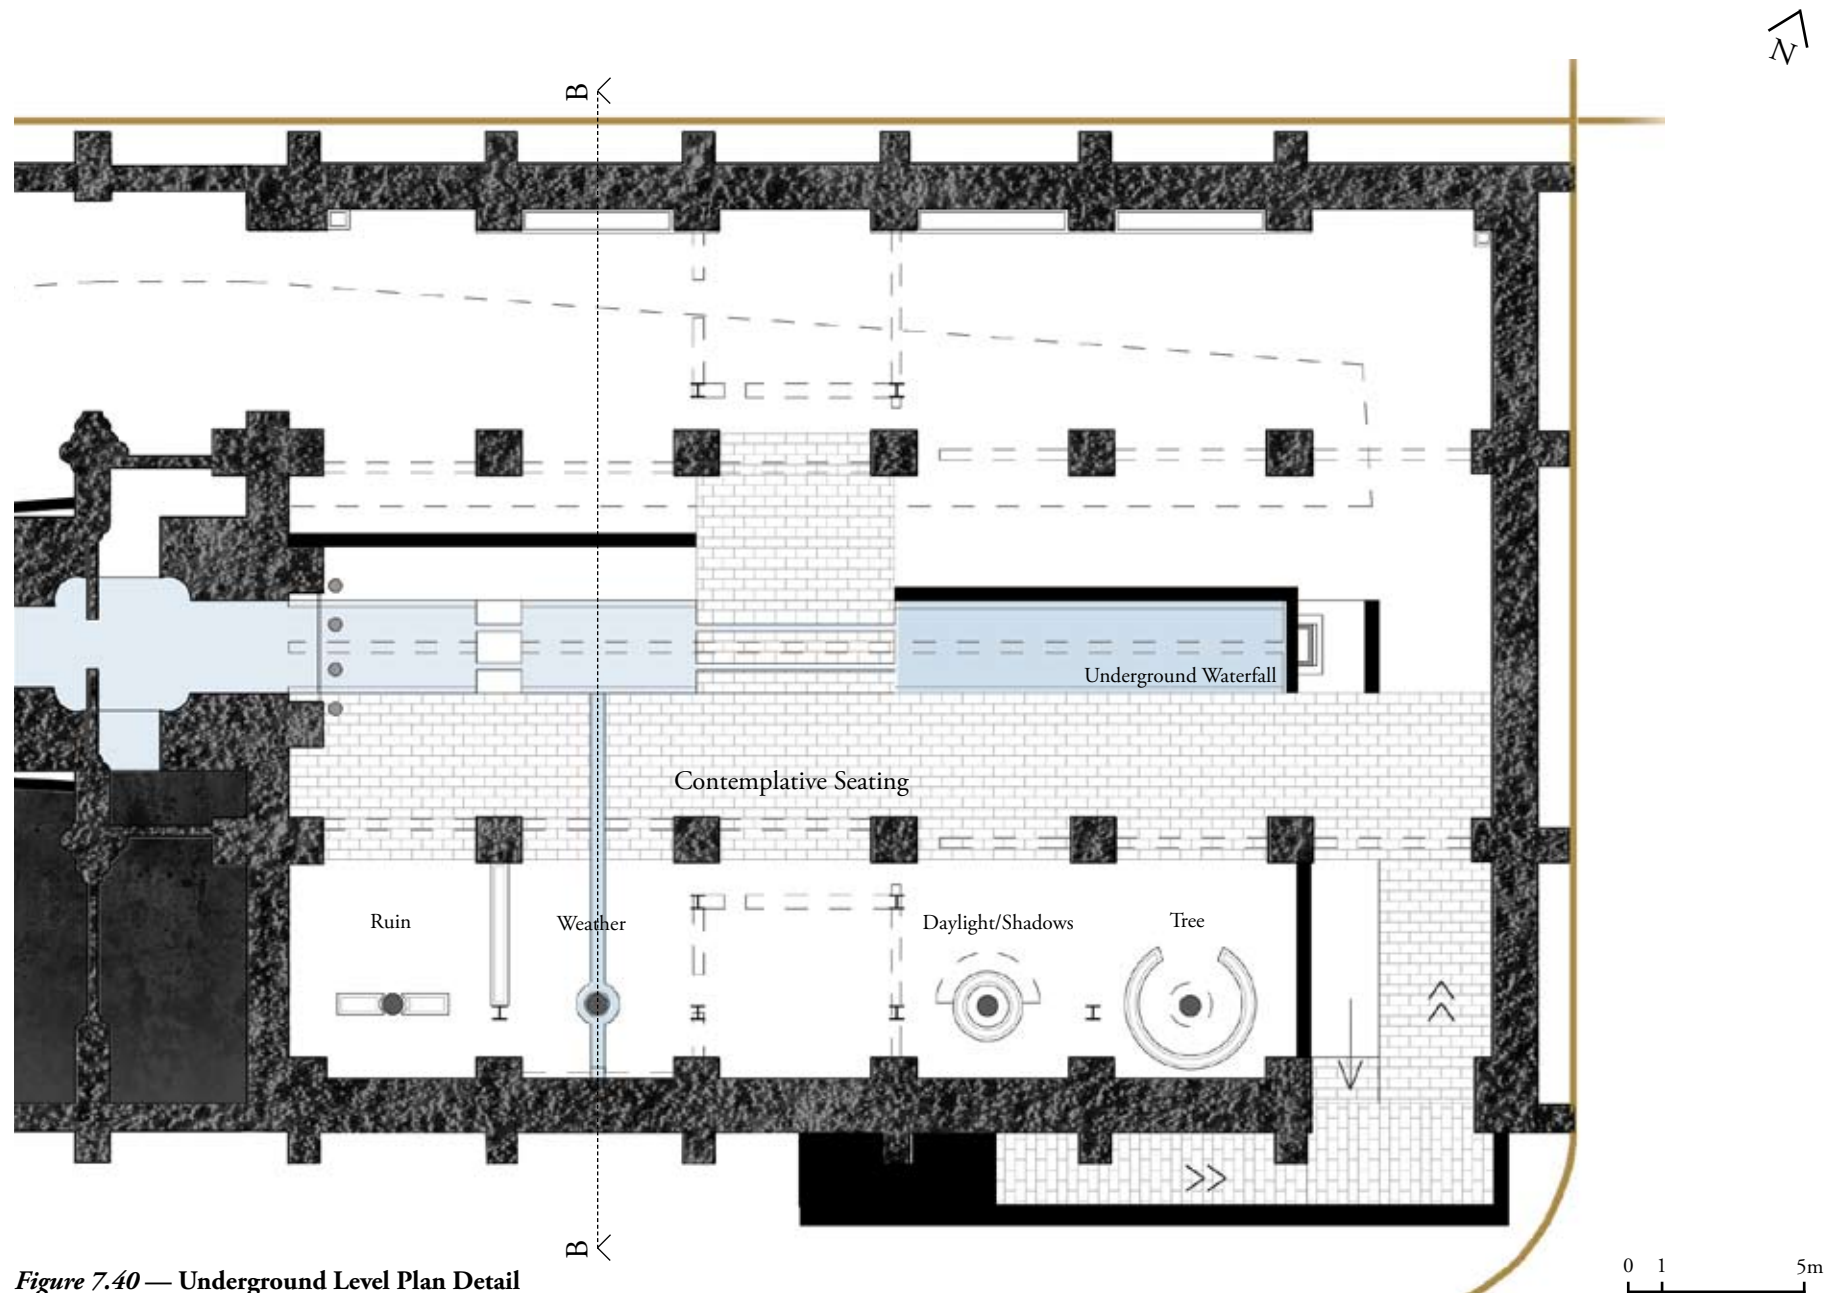 N
B
Underground Waterfall
Contemplative Seating
Ruin
Weather
Daylight/Shadows
Tree
B
Figure 7.40 — Underground Level Plan Detail
0 1 5m